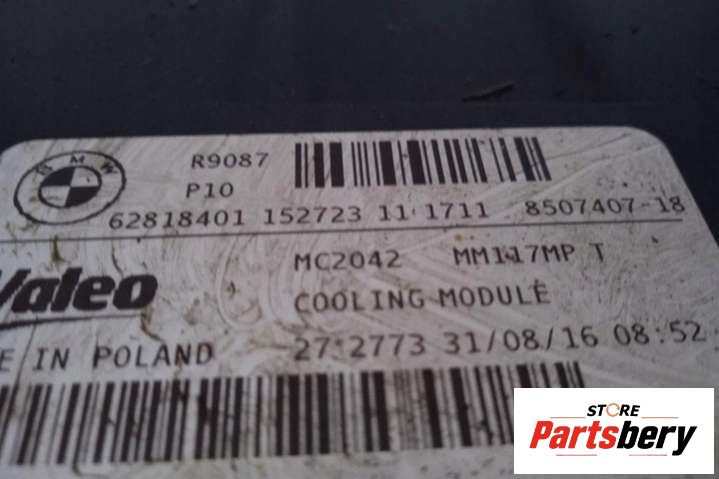 BMW
R9087
P10
62818401 152723 11 1711 8507407-18
Valeo
MC2042 MM117MP T
COOLING MODULE
IN POLAND 27 2773 31/08/16 08:52
STORE
Partsbery